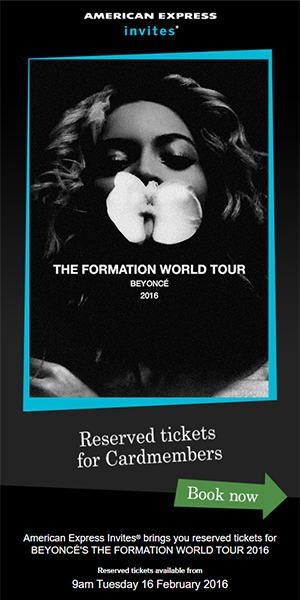 AMERICAN EXPRESS
invites®
THE FORMATION WORLD TOUR
BEYONCÉ
2016
Reserved tickets
for Cardmembers
Book now
American Express Invites® brings you reserved tickets for
BEYONCÉ'S THE FORMATION WORLD TOUR 2016
Reserved tickets available from
9am Tuesday 16 February 2016